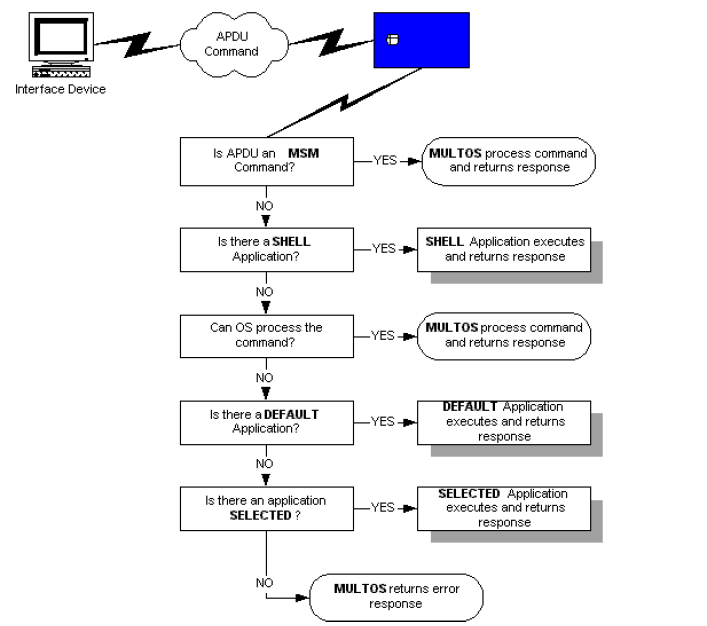 APDU
Command
Interface Device
Is APDU an MSM
Command?
YES
MULTOS process command
and returns response
NO
Is there a SHELL
Application?
YES
SHELL Application executes
and returns response
NO
Can OS process the
command?
YES
MULTOS process command
and returns response
NO
Is there a DEFAULT
Application?
YES
DEFAULT Application
executes and returns
response
NO
Is there an application
SELECTED ?
YES
SELECTED Application
executes and returns
response
NO
MULTOS returns error
response